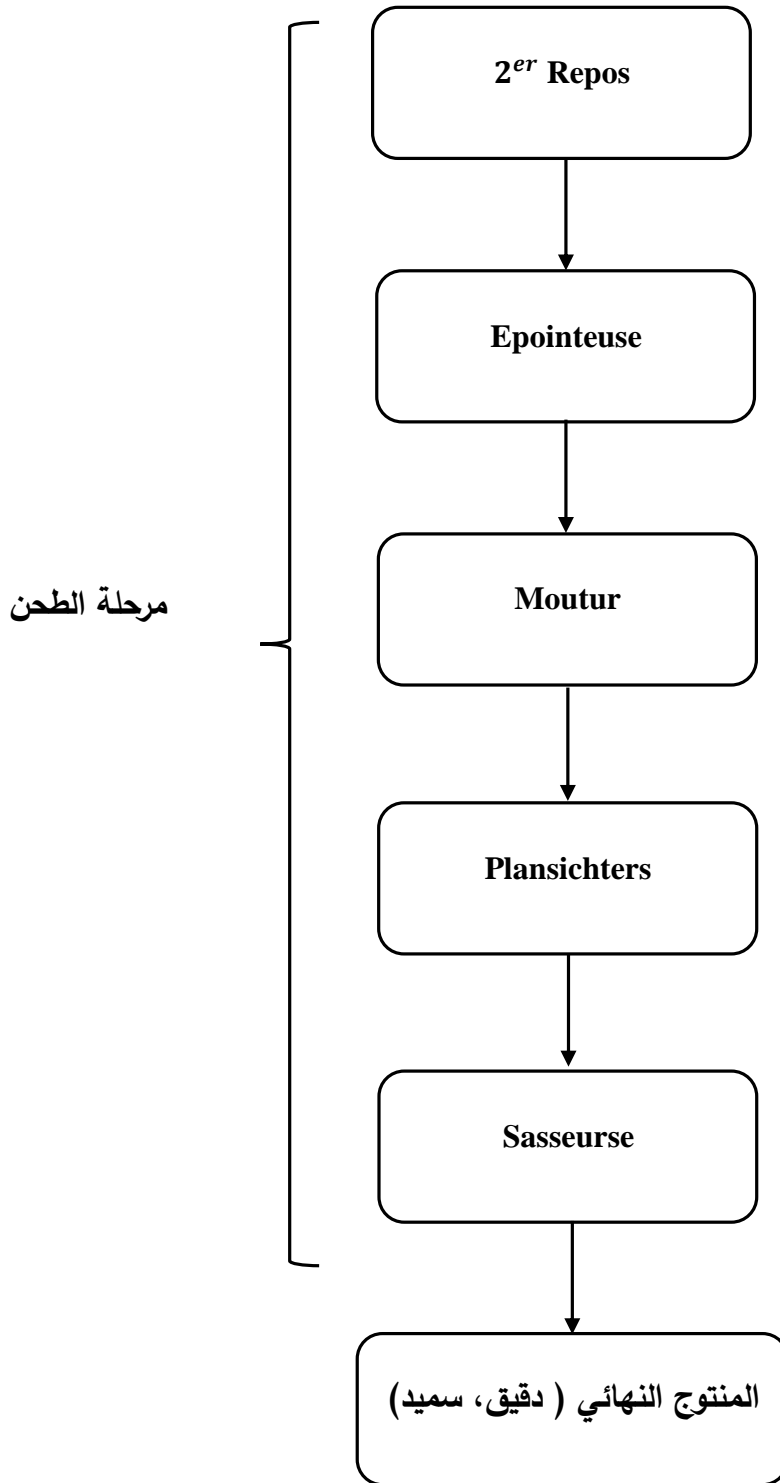 2^er Repos
Epointeuse
Moutur
مرحلة الطحن
Plansichters
Sasseurse
المنتوج النهائي ( دقيق، سميد)